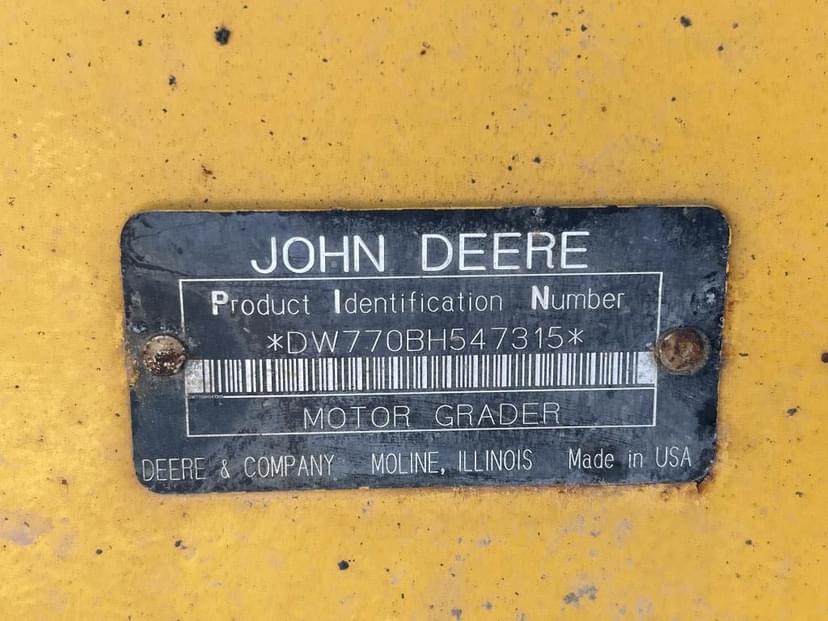 JOHN DEERE
Product Identification Number
*DW770BH547315*
MOTOR GRADER
DEERE & COMPANY MOLINE, ILLINOIS Made in USA